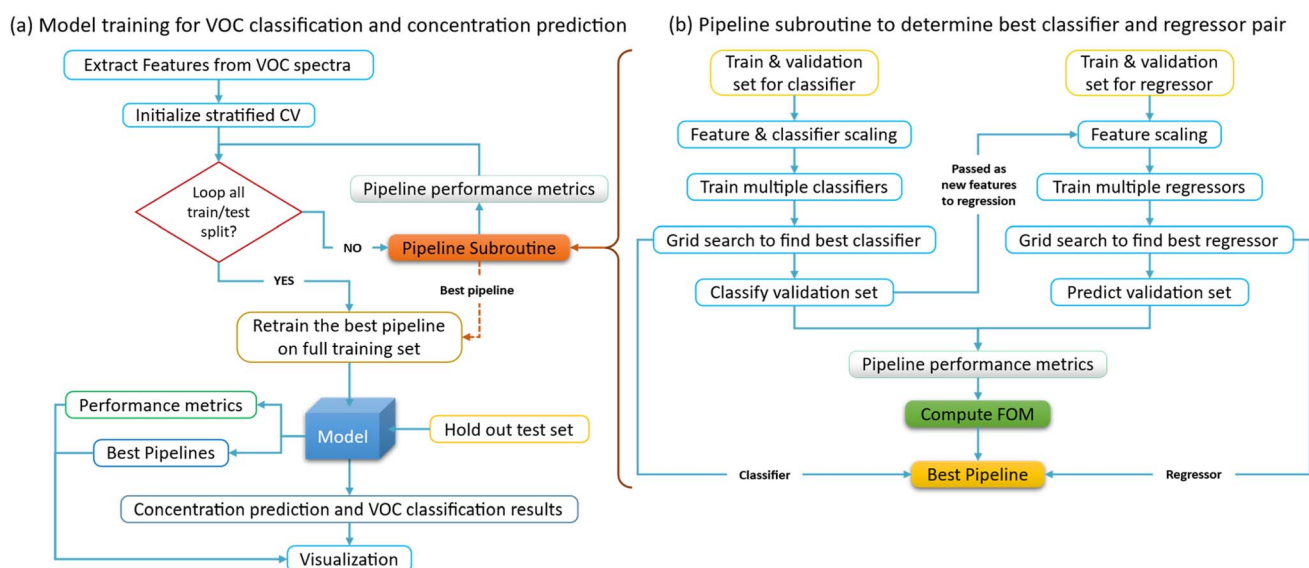 (a) Model training for VOC classification and concentration prediction
Extract Features from VOC spectra
Initialize stratified CV
Loop all
train/test
split?
Pipeline performance metrics
NO
Pipeline Subroutine
YES
Best pipeline
Retrain the best pipeline
on full training set
Performance metrics
Model
Hold out test set
Best Pipelines
Concentration prediction and VOC classification results
Visualization
(b) Pipeline subroutine to determine best classifier and regressor pair
Train & validation
set for classifier
Train & validation
set for regressor
Feature & classifier scaling
Feature scaling
Passed as
new features
to regression
Train multiple classifiers
Train multiple regressors
Grid search to find best classifier
Grid search to find best regressor
Classify validation set
Predict validation set
Pipeline performance metrics
Compute FOM
Classifier
Best Pipeline
Regressor